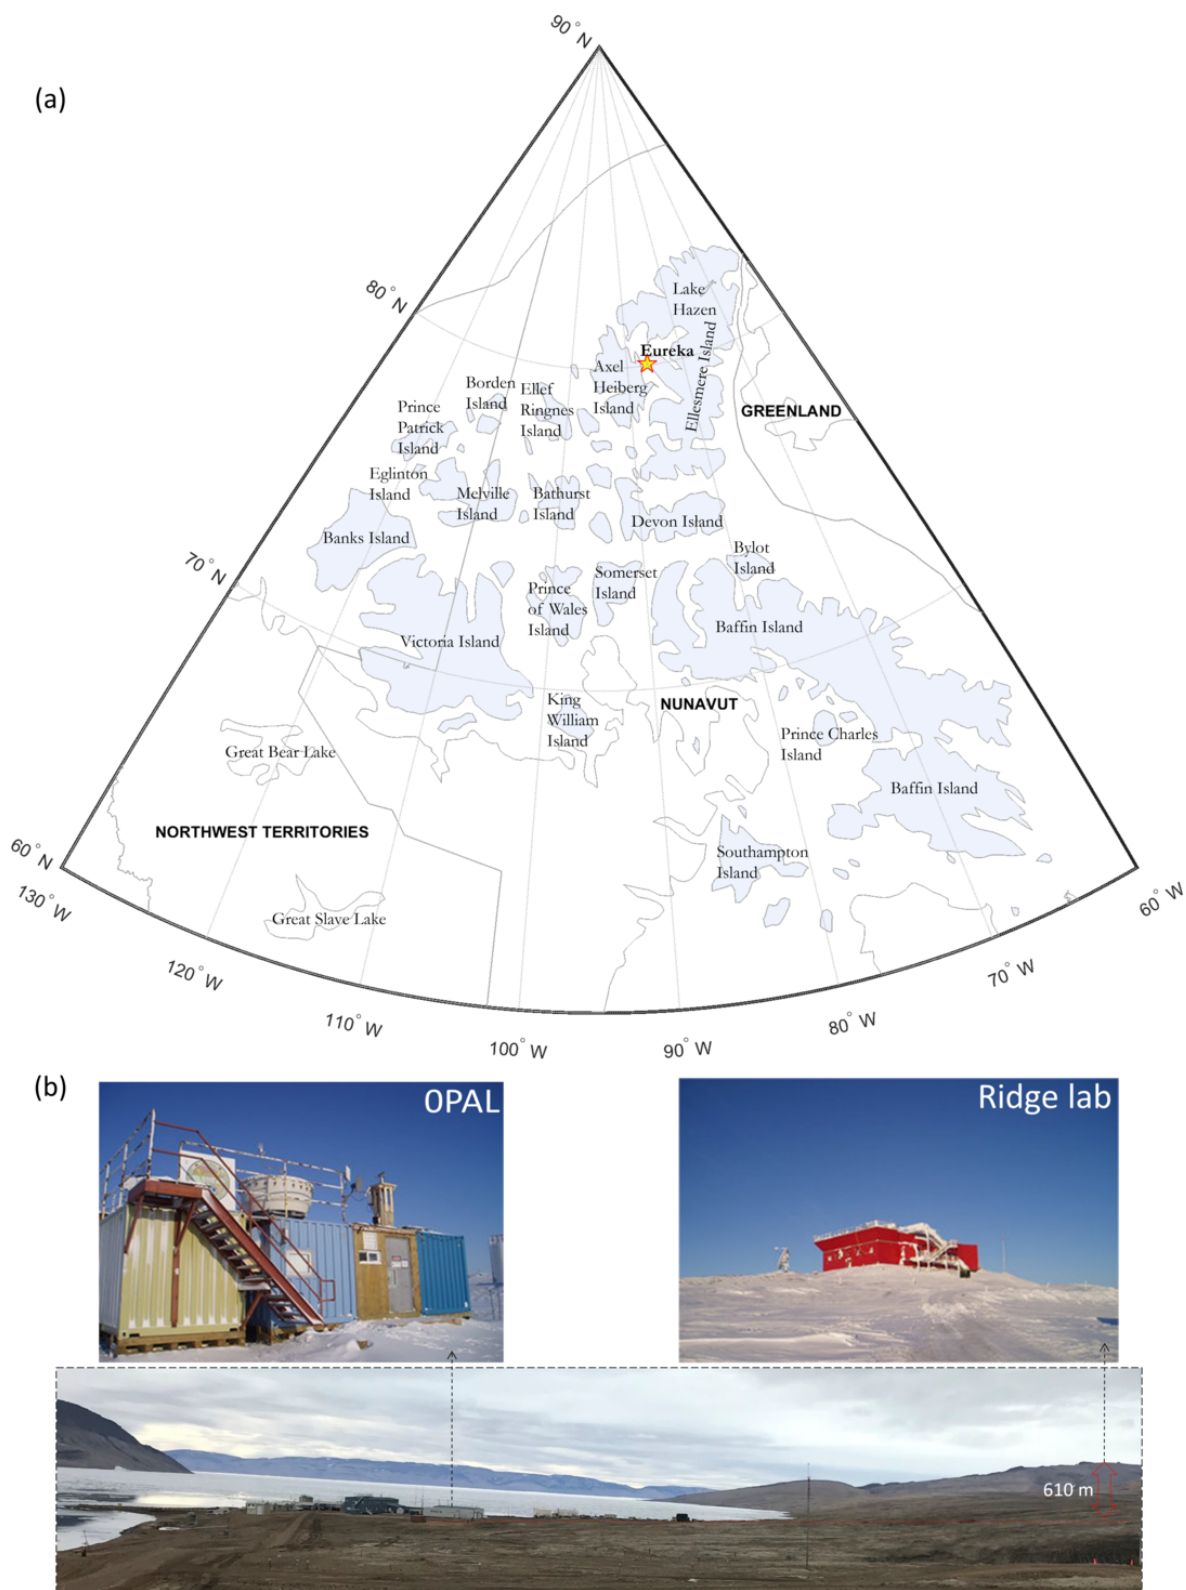 (a)
90° N
80° N
70° N
60° N
Lake
Hazen
Eureka
Ellesmere Island
Axel
Heiberg
Island
GREENLAND
Borden
Island
Ellef
Ringnes
Island
Prince
Patrick
Island
Eglinton
Island
Melville
Island
Bathurst
Island
Devon Island
Banks Island
Bylot
Island
Somerset
Island
Prince
of Wales
Island
Victoria Island
Baffin Island
King
William
Island
NUNAVUT
Prince Charles
Island
Great Bear Lake
Baffin Island
NORTHWEST TERRITORIES
Southampton
Island
Great Slave Lake
130° W
120° W
110° W
100° W
90° W
80° W
70° W
60° W
(b)
0PAL
Ridge lab
610 m